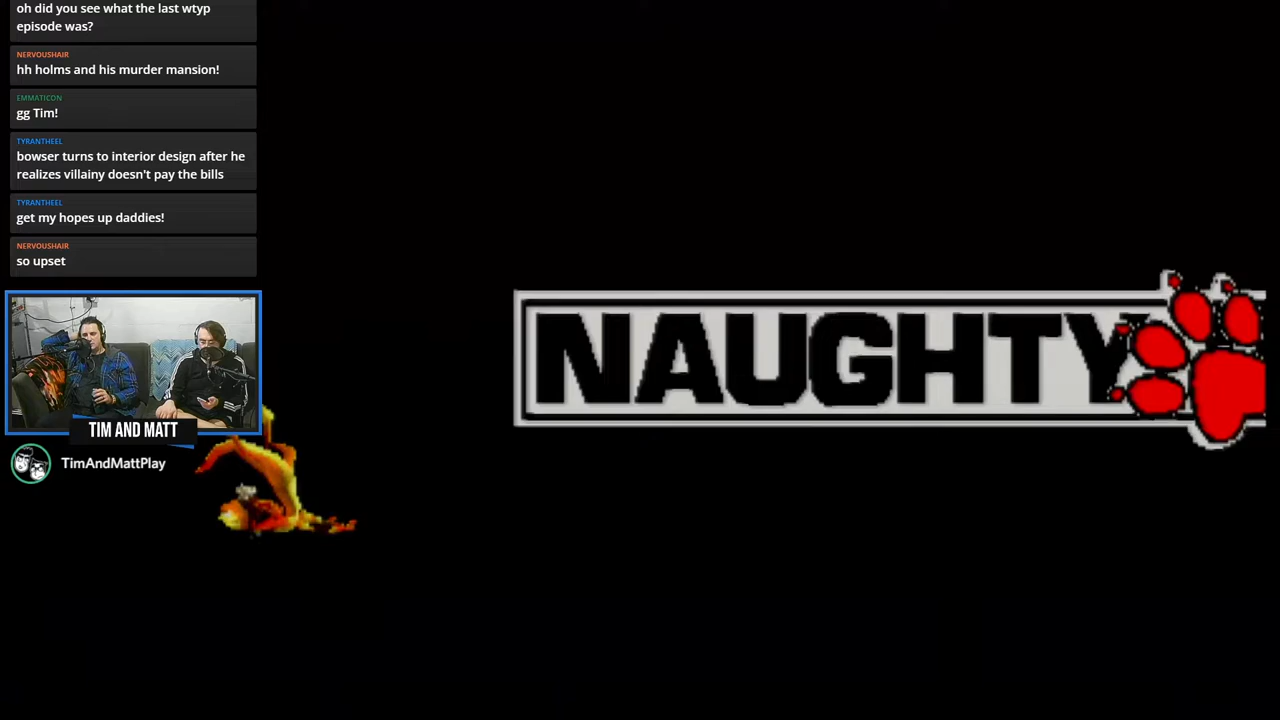 oh did you see what the last wtyp
episode was?
NERVOUSHAIR
hh holms and his murder mansion!
EMMATICON
gg Tim!
TYRANTHEEL
bowser turns to interior design after he
realizes villainy doesn't pay the bills
TYRANTHEEL
get my hopes up daddies!
NERVOUSHAIR
so upset
NAUGHTY
TIM AND MATT
TimAndMattPlay